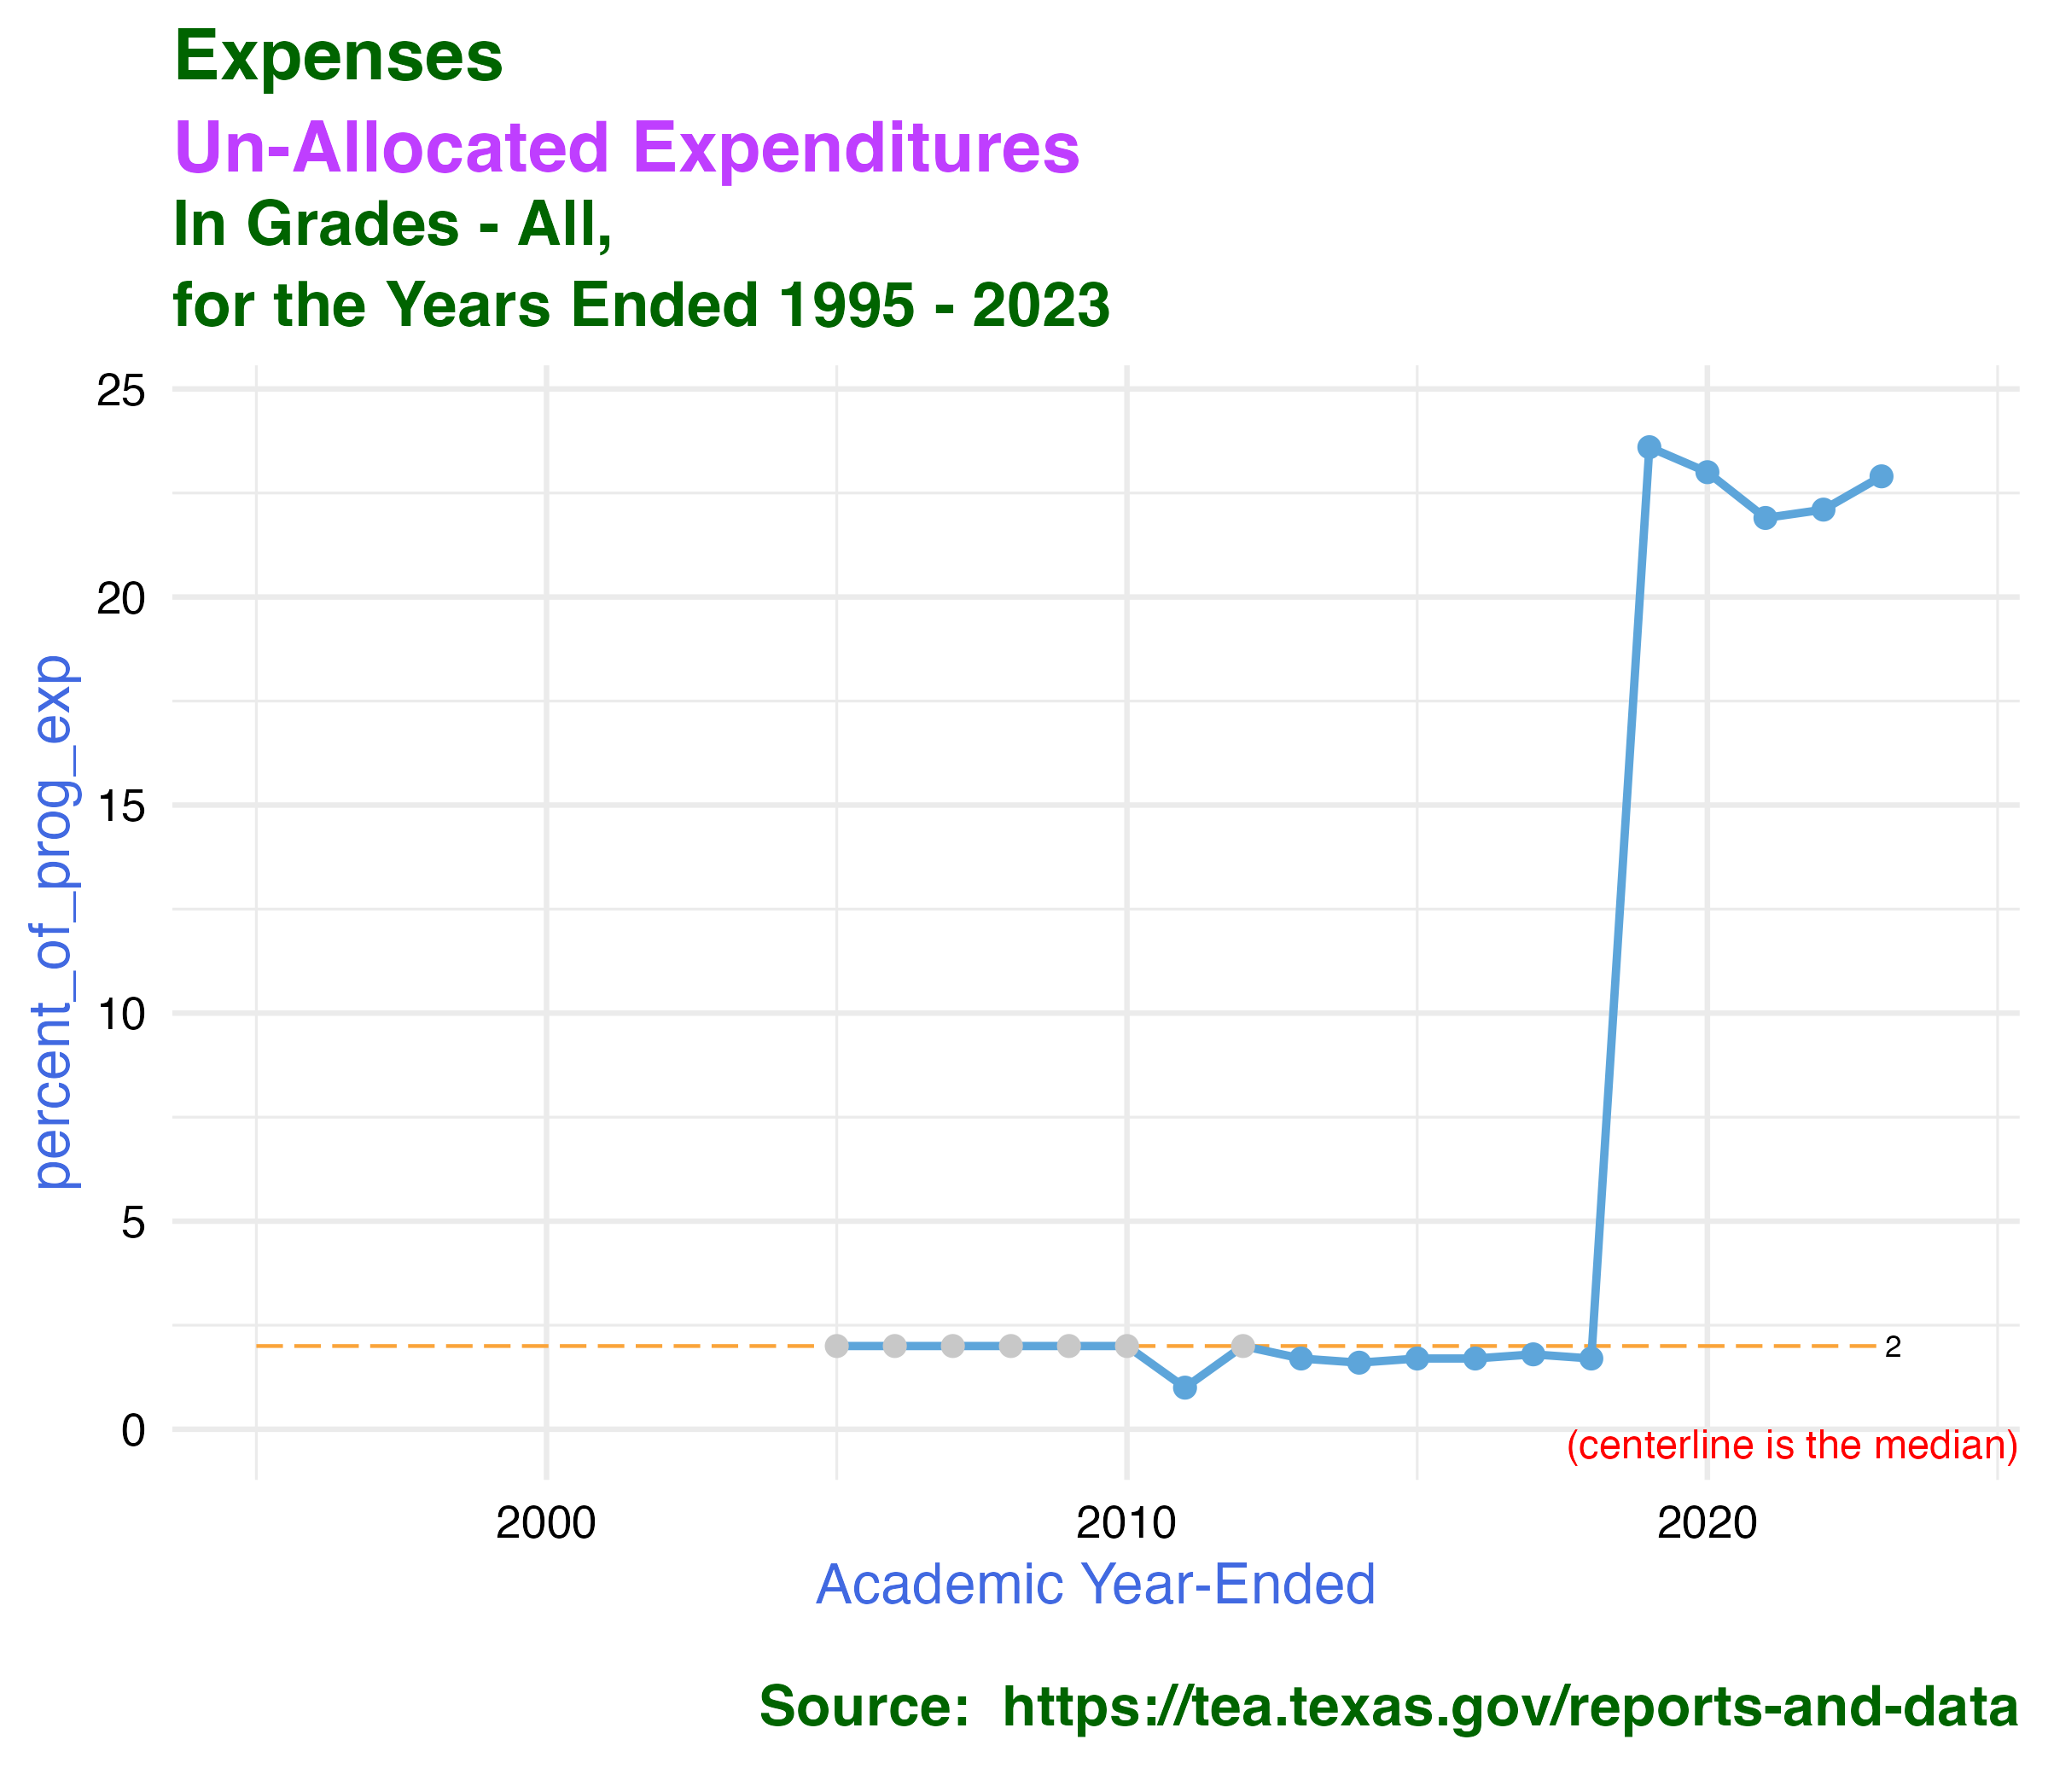 Expenses
Un-Allocated Expenditures
In Grades - All,
for the Years Ended 1995 - 2023
25
20
15
10
5
0
percent_of_prog_exp
2
(centerline is the median)
2000 2010 2020
Academic Year-Ended
Source:  https://tea.texas.gov/reports-and-data